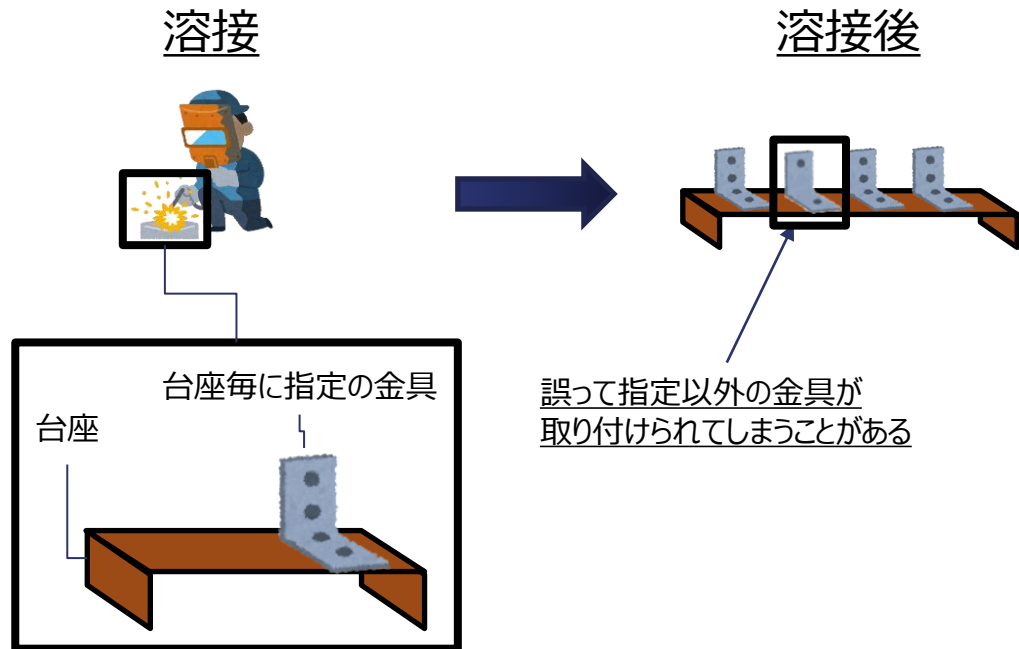 溶接
溶接後
台座毎に指定の金具
台座
誤って指定以外の金具が
取り付けられてしまうことがある